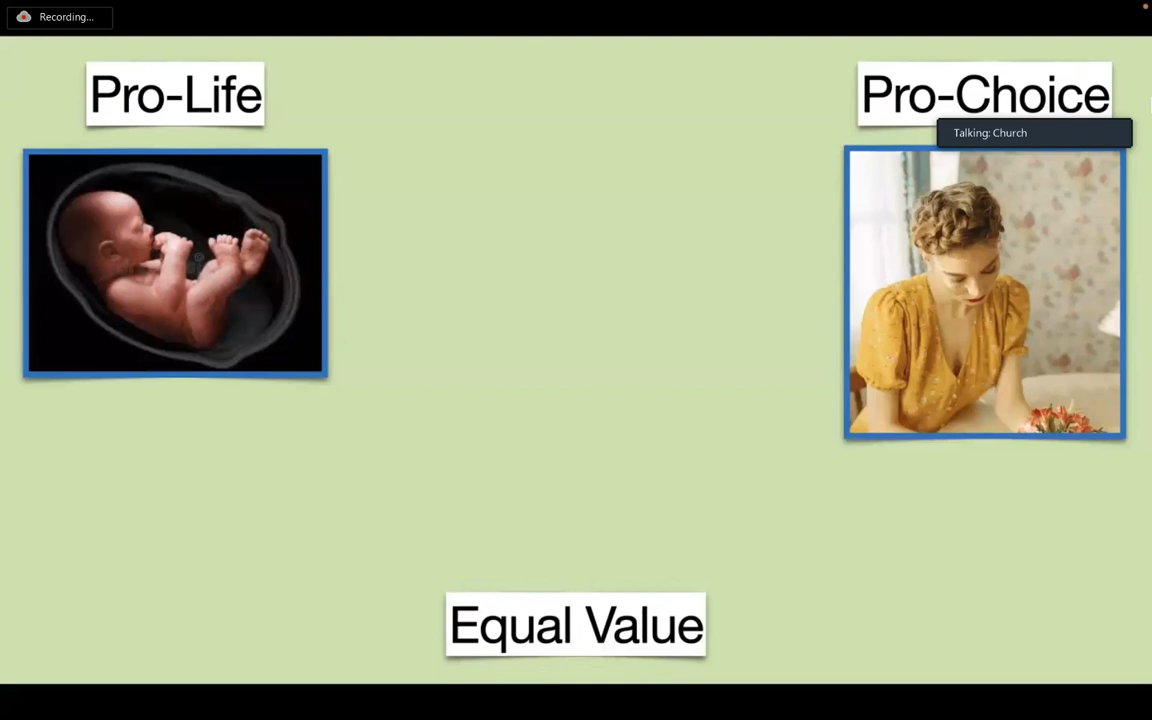 Recording...
Pro-Life
Pro-Choice
Talking: Church
Equal Value